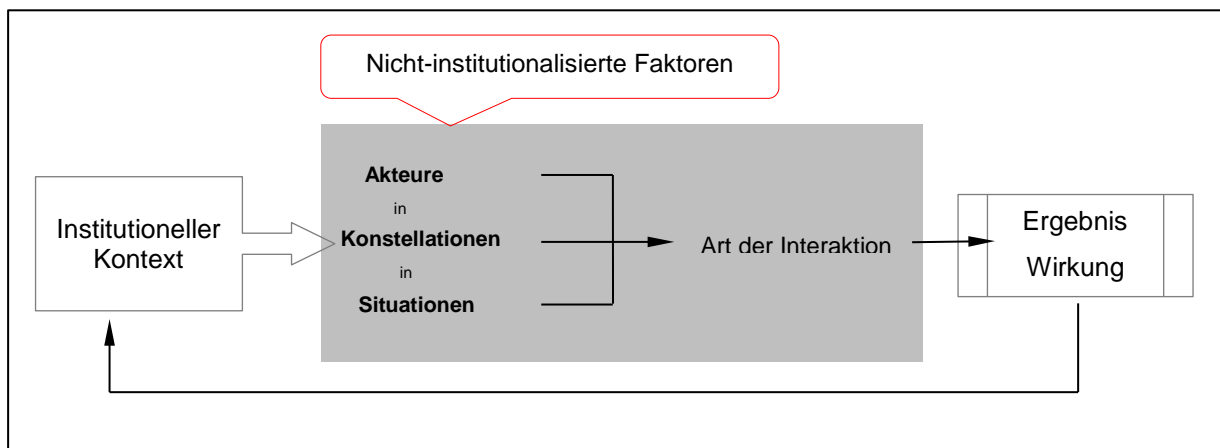 Nicht-institutionalisierte Faktoren
Institutioneller
Kontext
Akteure
in
Konstellationen
in
Situationen
Art der Interaktion
Ergebnis
Wirkung